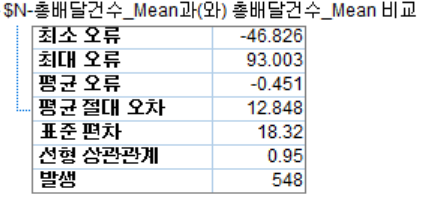 $N-총배달건수_Mean과(와) 총배달건수_Mean 비교
최소 오류 -46.826
최대 오류 93.003
평균 오류 -0.451
평균 절대 오차 12.848
표준 편차 18.32
선형 상관관계 0.95
발생 548